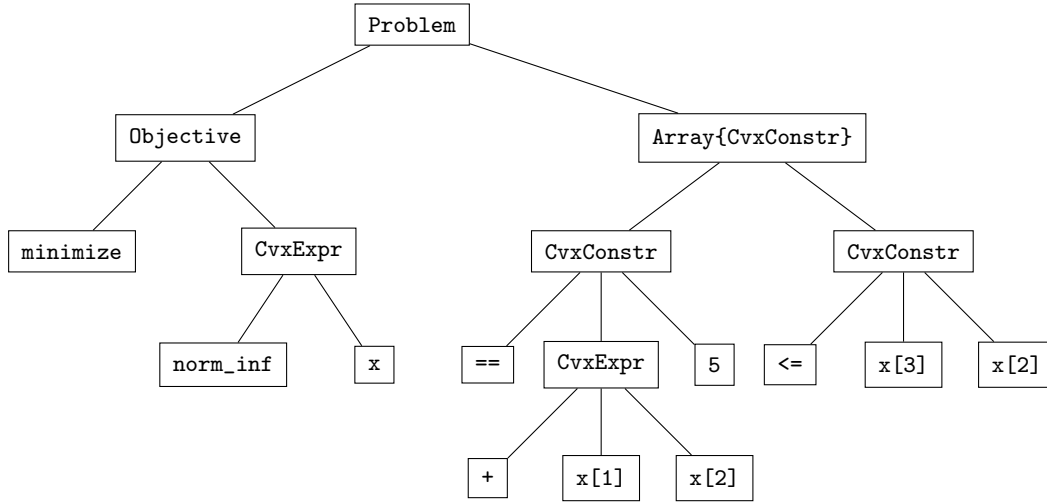 Problem
Objective Array{CvxConstr}
minimize CvxExpr CvxConstr CvxConstr
norm_inf x == CvxExpr 5 <= x[3] x[2]
+ x[1] x[2]